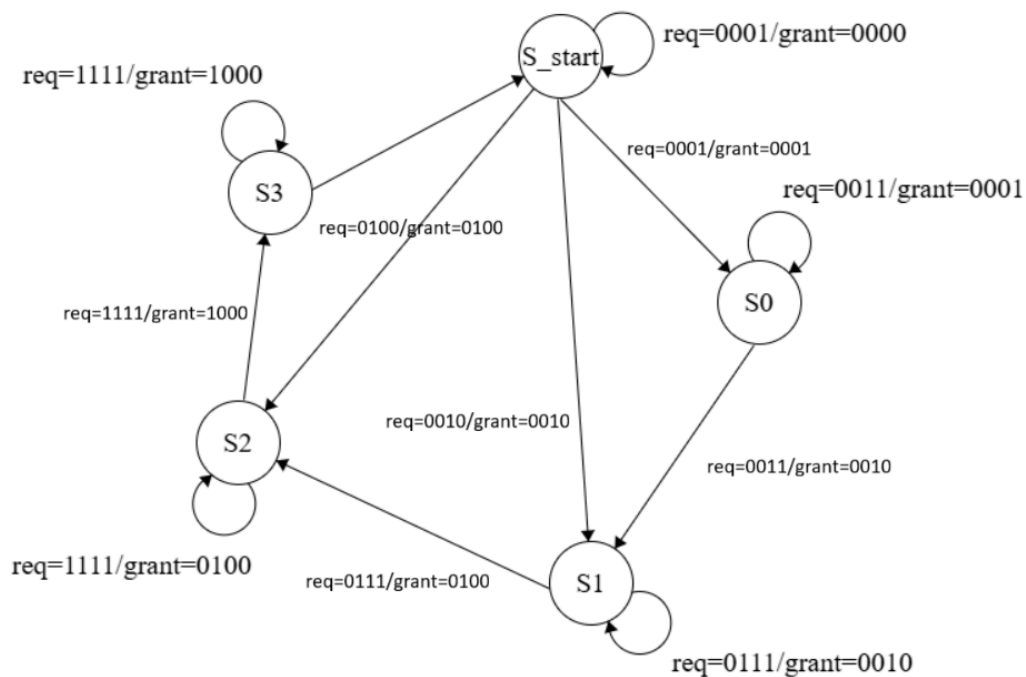 S_start
req=0001/grant=0000
req=1111/grant=1000
S3
req=0001/grant=0001
req=0011/grant=0001
req=0100/grant=0100
S0
req=1111/grant=1000
req=0010/grant=0010
S2
req=0011/grant=0010
req=1111/grant=0100
req=0111/grant=0100
S1
req=0111/grant=0010